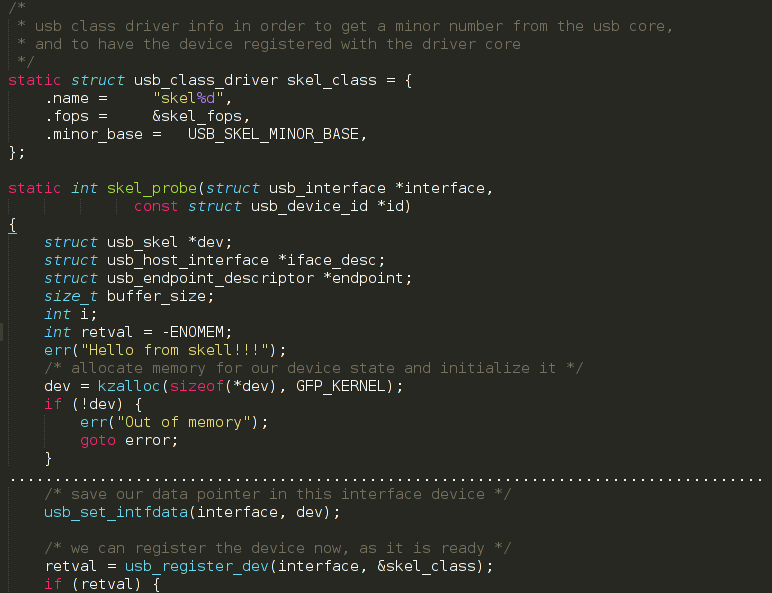 /*
 * usb class driver info in order to get a minor number from the usb core,
 * and to have the device registered with the driver core
 */
static struct usb_class_driver skel_class = {
    .name =     "skel%d",
    .fops =     &skel_fops,
    .minor_base =   USB_SKEL_MINOR_BASE,
};

static int skel_probe(struct usb_interface *interface,
              const struct usb_device_id *id)
{
    struct usb_skel *dev;
    struct usb_host_interface *iface_desc;
    struct usb_endpoint_descriptor *endpoint;
    size_t buffer_size;
    int i;
    int retval = -ENOMEM;
    err("Hello from skell!!!");
    /* allocate memory for our device state and initialize it */
    dev = kzalloc(sizeof(*dev), GFP_KERNEL);
    if (!dev) {
        err("Out of memory");
        goto error;
    }
....................................................................................
    /* save our data pointer in this interface device */
    usb_set_intfdata(interface, dev);

    /* we can register the device now, as it is ready */
    retval = usb_register_dev(interface, &skel_class);
    if (retval) {